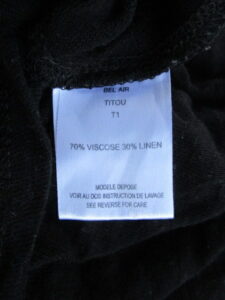 BEL AIR
TITOU
T1
70% VISCOSE 30% LINEN
MODELE DEPOSE
VOIR AU DOS INSTRUCTION DE LAVAGE
SEE REVERSE FOR CARE